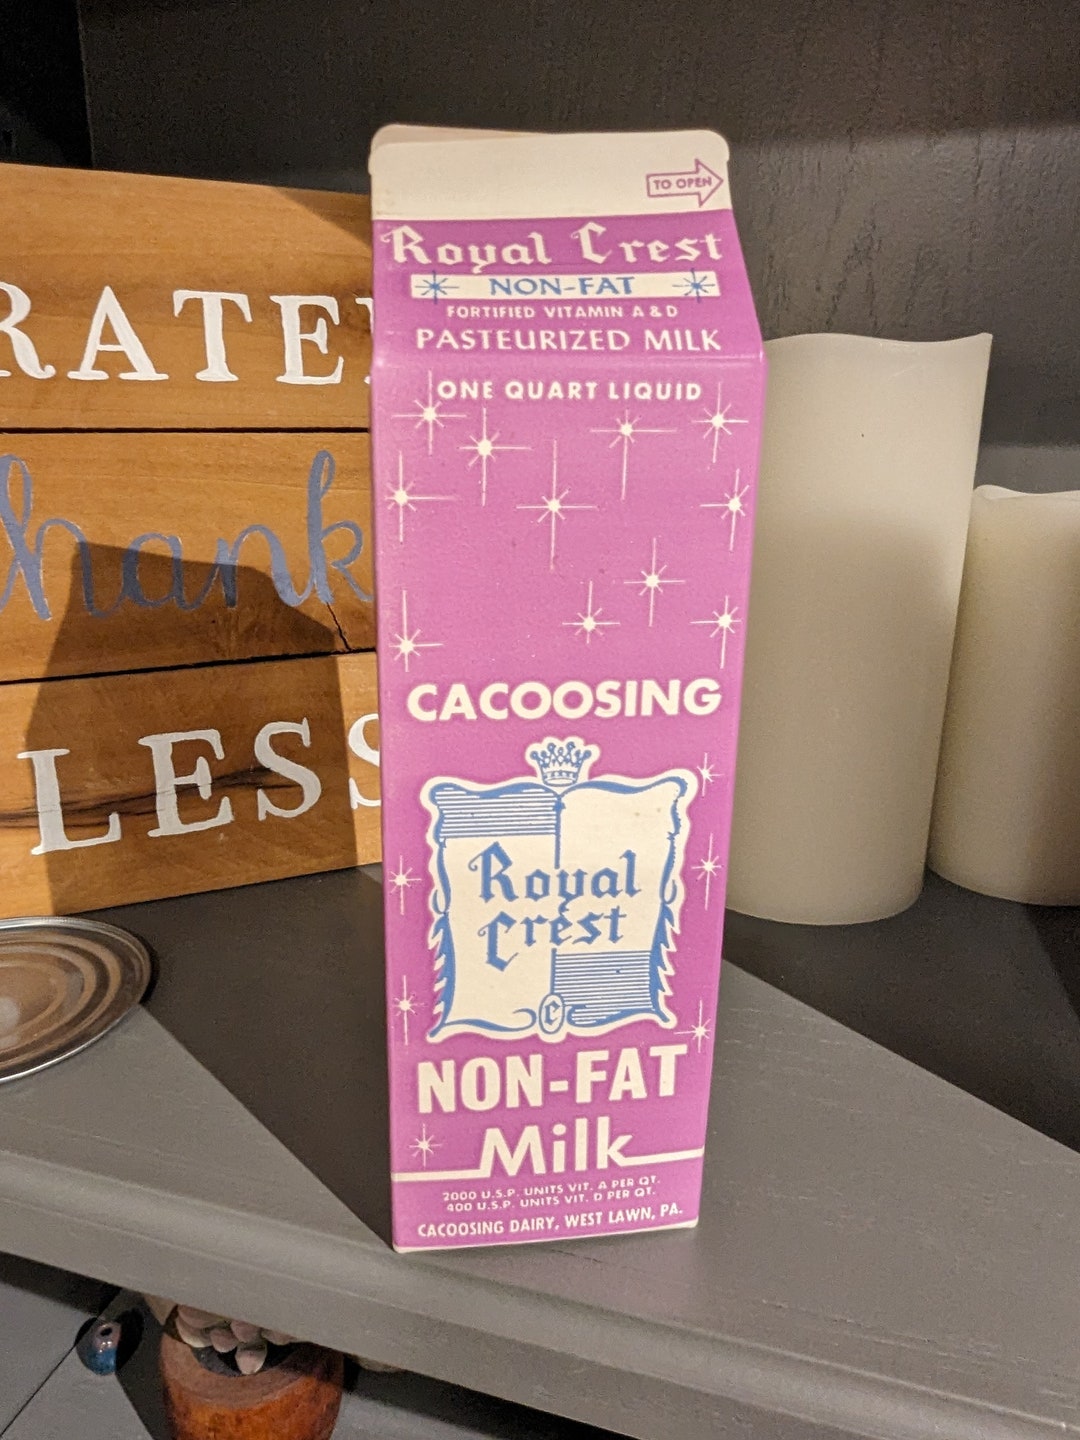 TO OPEN
Royal Crest
NON-FAT
FORTIFIED VITAMIN A & D
PASTEURIZED MILK
ONE QUART LIQUID
CACOOSING
Royal
Crest
C
NON-FAT
Milk
2000 U.S.P. UNITS VIT. A PER QT.
400 U.S.P. UNITS VIT. D PER QT.
CACOOSING DAIRY, WEST LAWN, PA.
RATE
hank
LESS